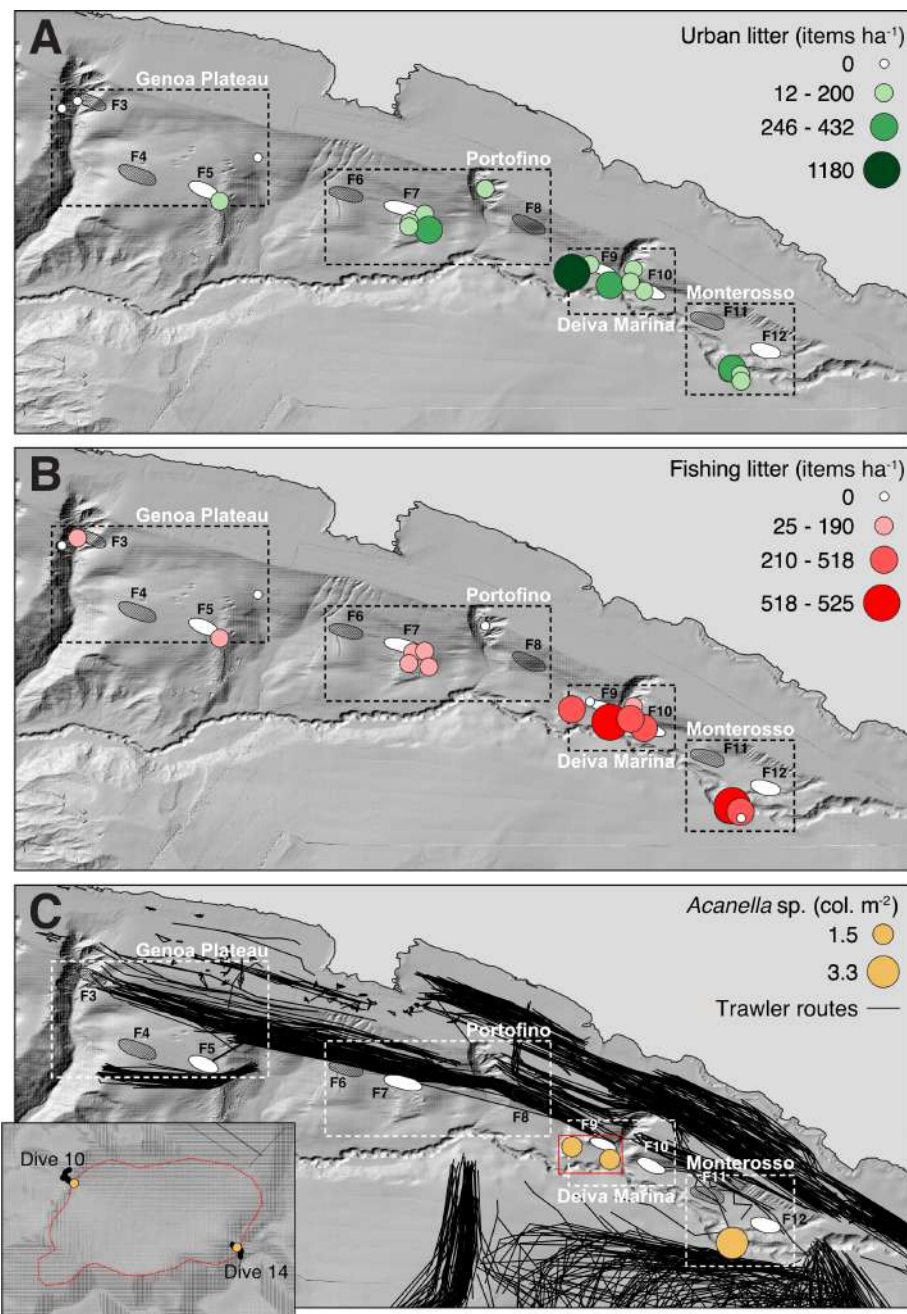 A
Urban litter (items ha⁻¹)
0
12 - 200
246 - 432
1180
Genoa Plateau
F3
F4
F5
Portofino
F6
F7
F8
F9
F10
Deiva Marina
Monterosso
F11
F12
B
Fishing litter (items ha⁻¹)
0
25 - 190
210 - 518
518 - 525
Genoa Plateau
F3
F4
F5
Portofino
F6
F7
F8
F9
F10
Deiva Marina
Monterosso
F11
F12
C
Acanella sp. (col. m⁻²)
1.5
3.3
Trawler routes
Genoa Plateau
F3
F4
F5
Portofino
F6
F7
F8
F9
F10
Deiva Marina
Monterosso
F11
F12
Dive 10
Dive 14